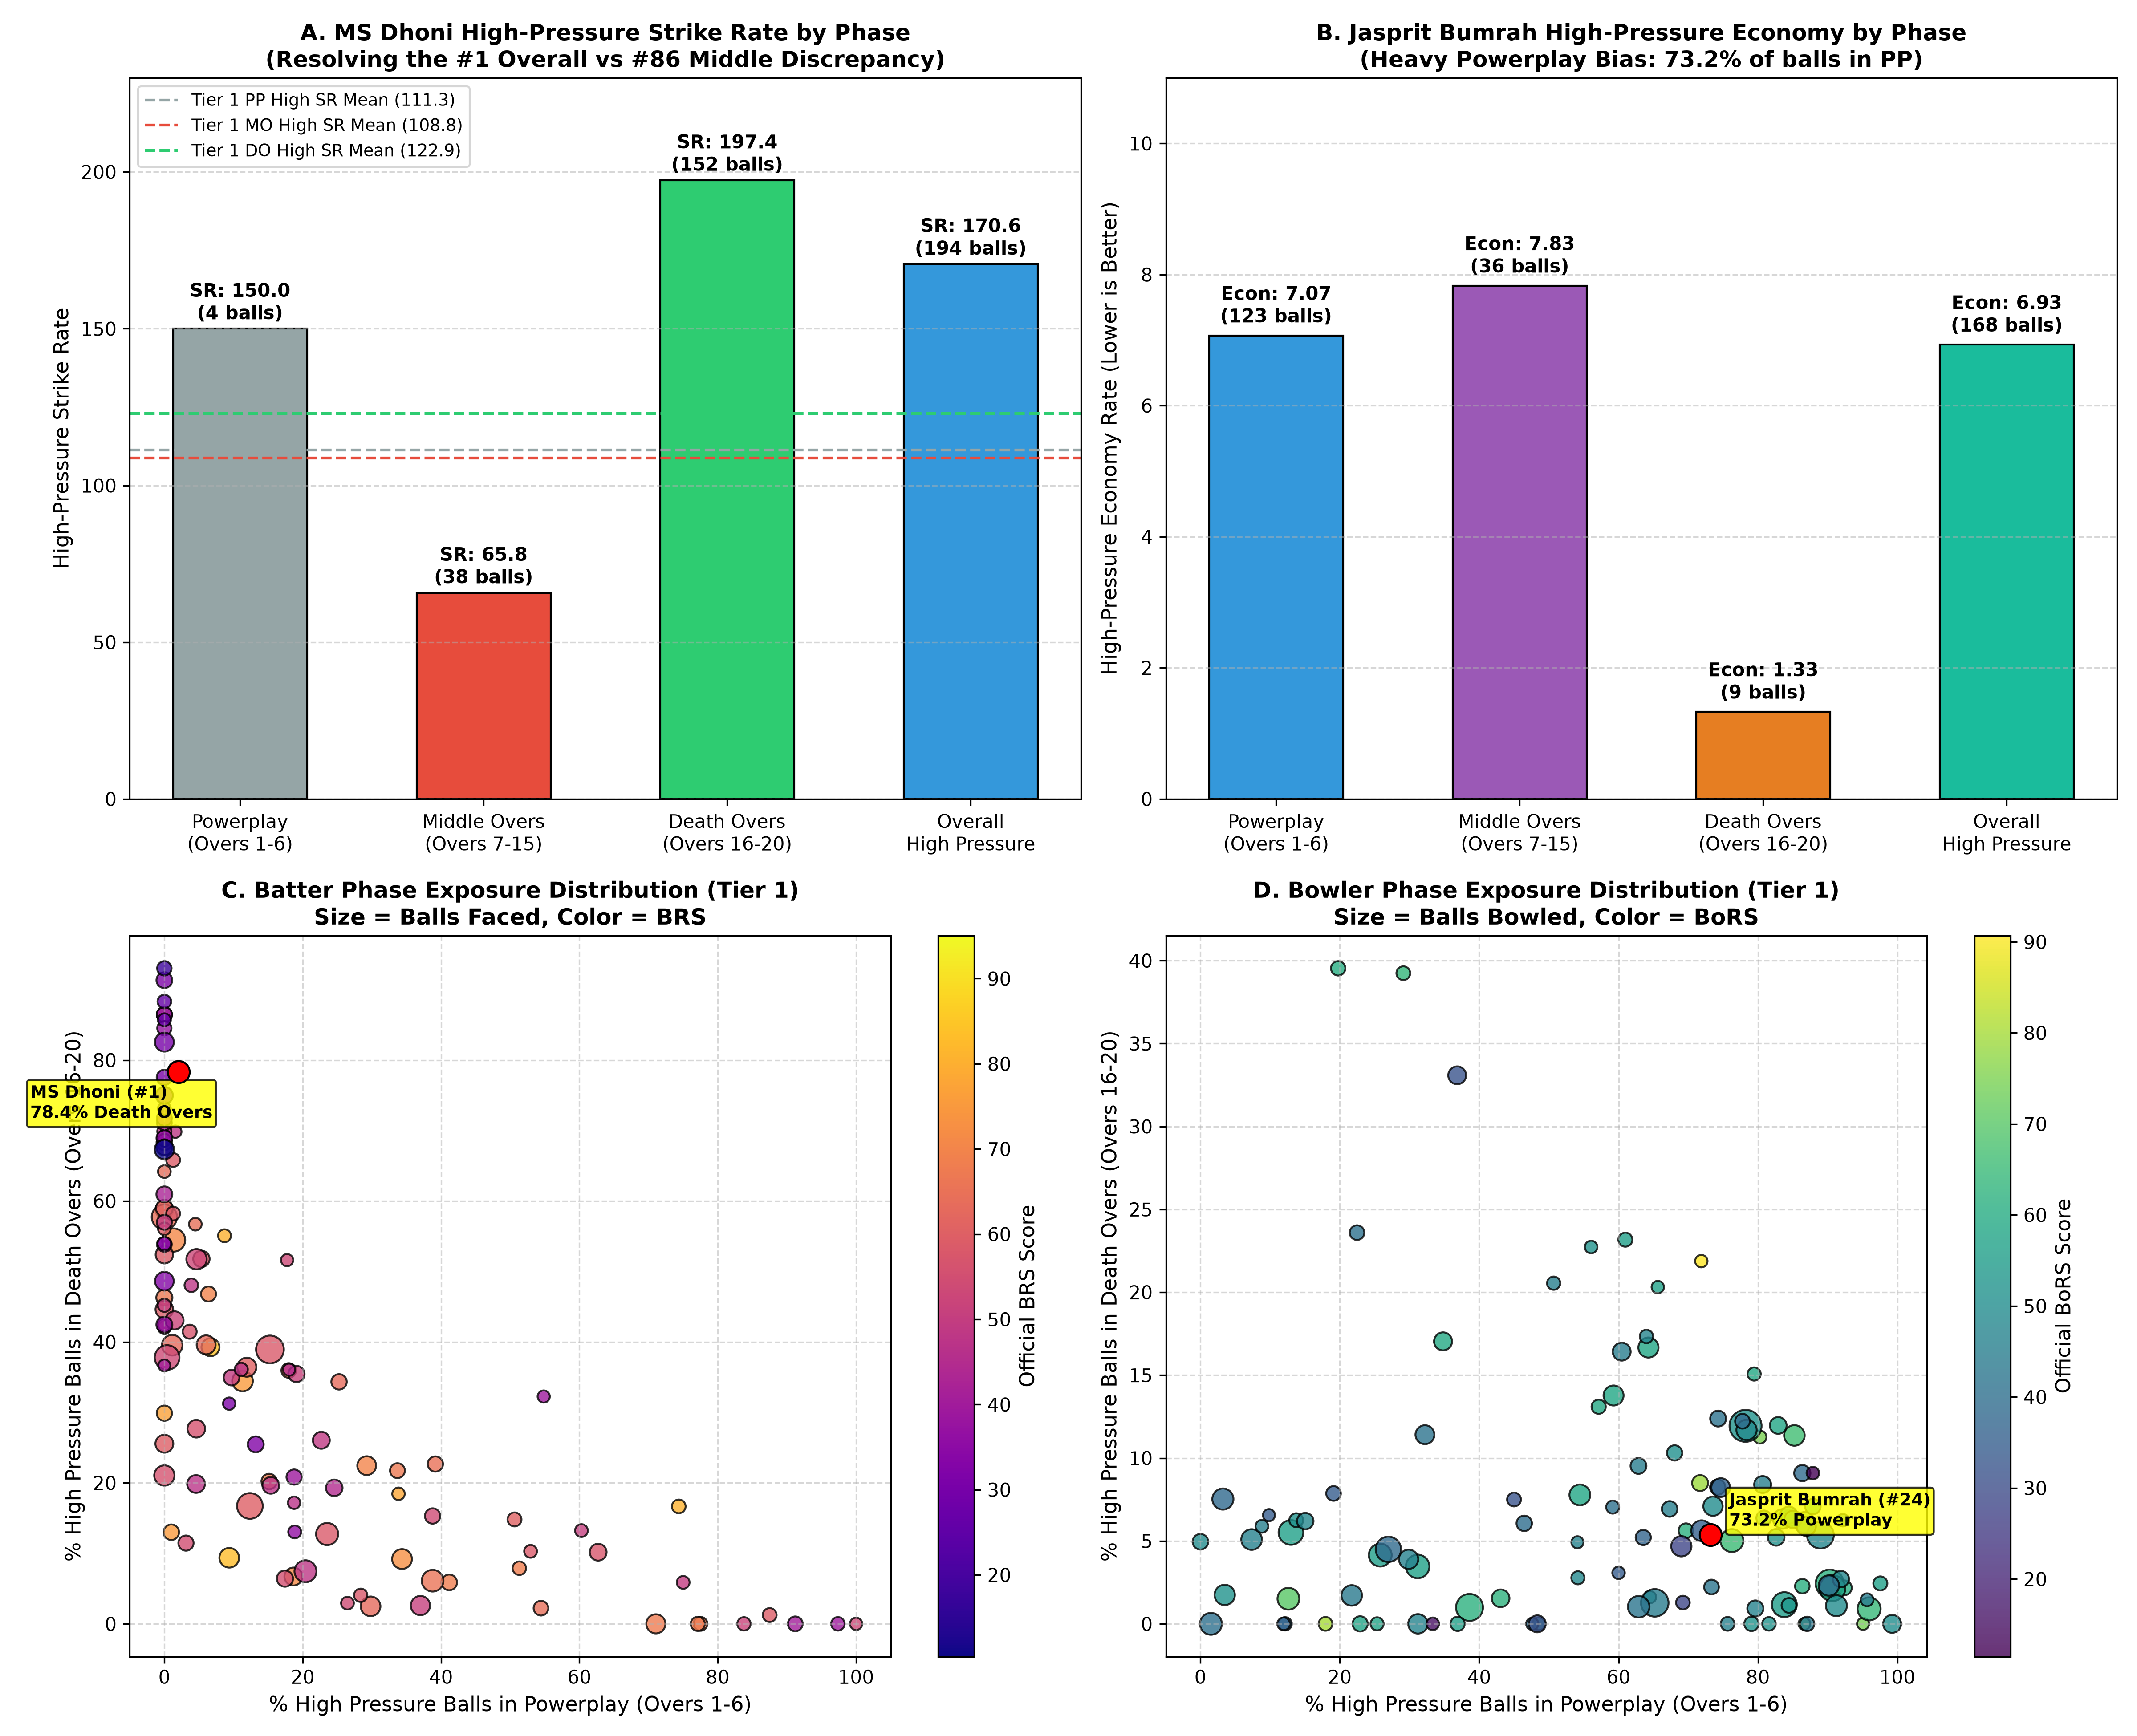 A. MS Dhoni High-Pressure Strike Rate by Phase
(Resolving the #1 Overall vs #86 Middle Discrepancy)
High-Pressure Strike Rate
200
150
100
50
0
Tier 1 PP High SR Mean (111.3)
Tier 1 MO High SR Mean (108.8)
Tier 1 DO High SR Mean (122.9)
SR: 150.0
(4 balls)
SR: 65.8
(38 balls)
SR: 197.4
(152 balls)
SR: 170.6
(194 balls)
Powerplay
(Overs 1-6)
Middle Overs
(Overs 7-15)
Death Overs
(Overs 16-20)
Overall
High Pressure
B. Jasprit Bumrah High-Pressure Economy by Phase
(Heavy Powerplay Bias: 73.2% of balls in PP)
High-Pressure Economy Rate (Lower is Better)
10
8
6
4
2
0
Econ: 7.07
(123 balls)
Econ: 7.83
(36 balls)
Econ: 1.33
(9 balls)
Econ: 6.93
(168 balls)
Powerplay
(Overs 1-6)
Middle Overs
(Overs 7-15)
Death Overs
(Overs 16-20)
Overall
High Pressure
C. Batter Phase Exposure Distribution (Tier 1)
Size = Balls Faced, Color = BRS
% High Pressure Balls in Death Overs (Overs 16-20)
80
60
40
20
0
MS Dhoni (#1)
78.4% Death Overs
0 20 40 60 80 100
% High Pressure Balls in Powerplay (Overs 1-6)
90
80
70
60
50
40
30
20
Official BRS Score
D. Bowler Phase Exposure Distribution (Tier 1)
Size = Balls Bowled, Color = BoRS
% High Pressure Balls in Death Overs (Overs 16-20)
40
35
30
25
20
15
10
5
0
Jasprit Bumrah (#24)
73.2% Powerplay
0 20 40 60 80 100
% High Pressure Balls in Powerplay (Overs 1-6)
90
80
70
60
50
40
30
20
Official BoRS Score